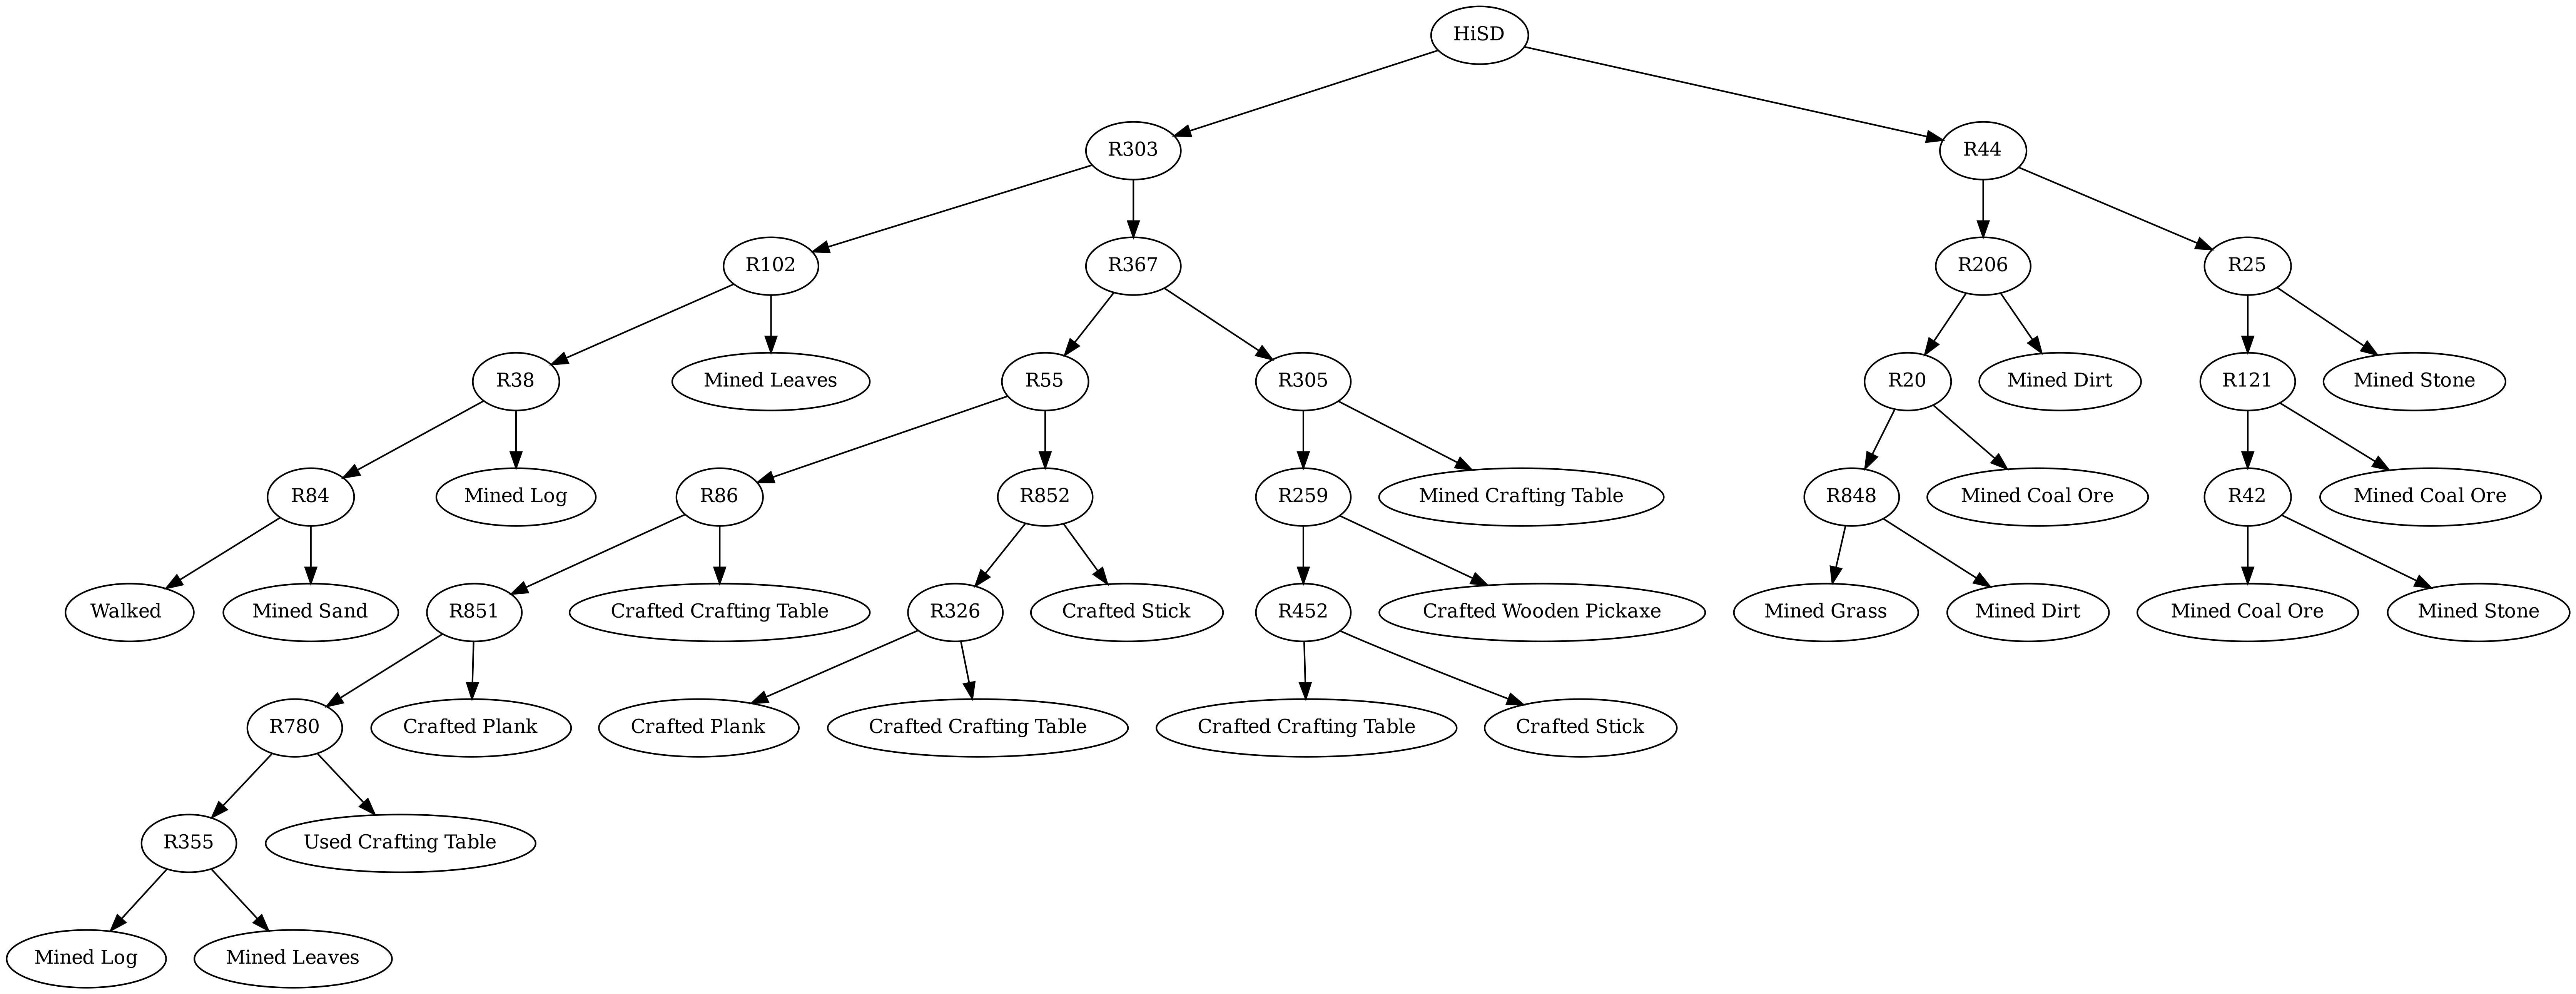 HiSD
R303
R44
R102
R367
R206
R25
R38
Mined Leaves
R55
R305
R20
Mined Dirt
R121
Mined Stone
R84
Mined Log
R86
R852
R259
Mined Crafting Table
R848
Mined Coal Ore
R42
Mined Coal Ore
Walked
Mined Sand
R851
Crafted Crafting Table
R326
Crafted Stick
R452
Crafted Wooden Pickaxe
Mined Grass
Mined Dirt
Mined Coal Ore
Mined Stone
R780
Crafted Plank
Crafted Plank
Crafted Crafting Table
Crafted Crafting Table
Crafted Stick
R355
Used Crafting Table
Mined Log
Mined Leaves